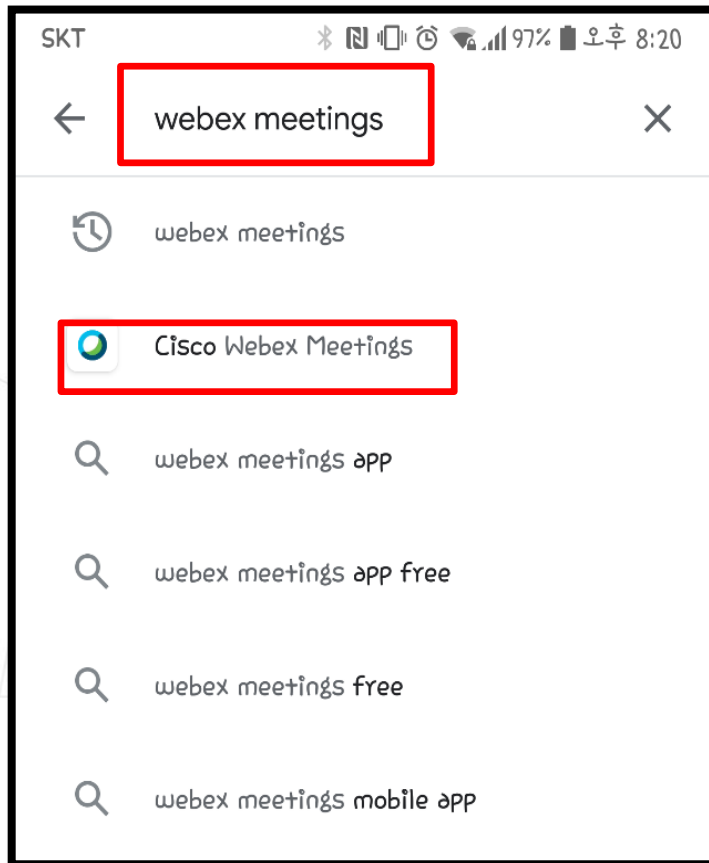 SKT 97% 오후 8:20
webex meetings
webex meetings
Cisco Webex Meetings
webex meetings app
webex meetings app free
webex meetings free
webex meetings mobile app